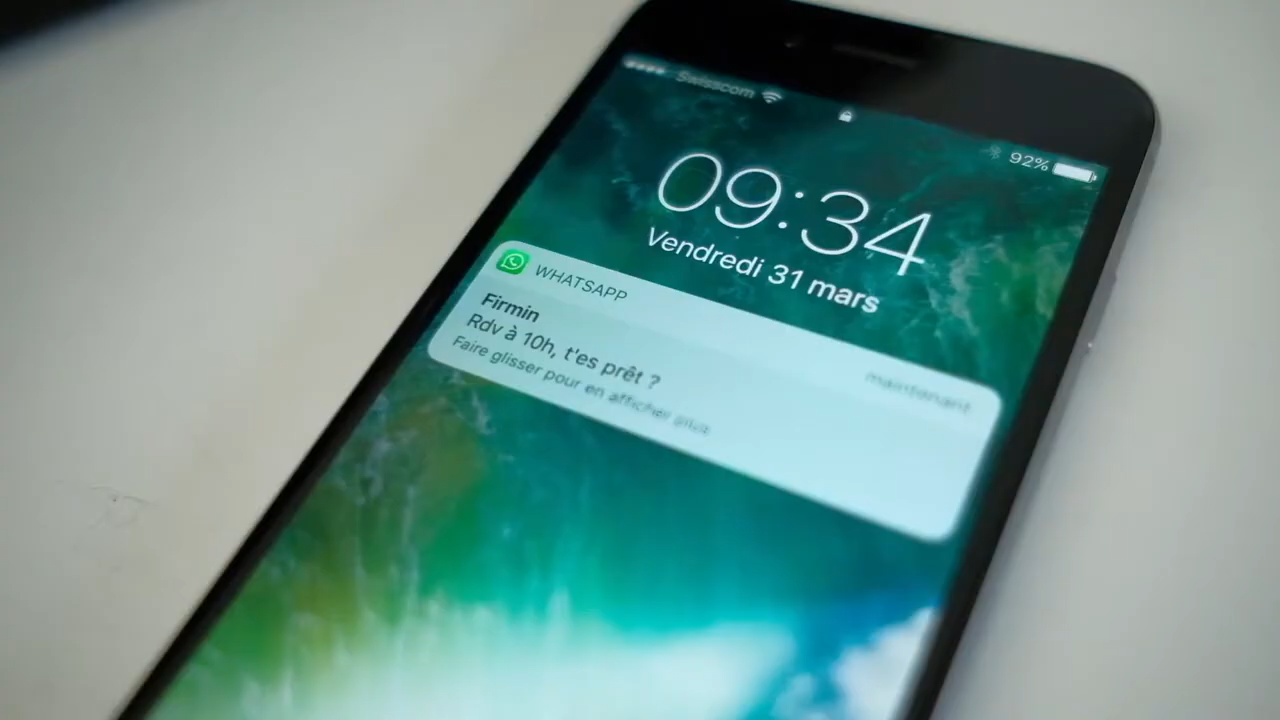 Swisscom
92%
09:34
Vendredi 31 mars
WHATSAPP
maintenant
Firmin
Rdv à 10h, t'es prêt ?
Faire glisser pour en afficher plus